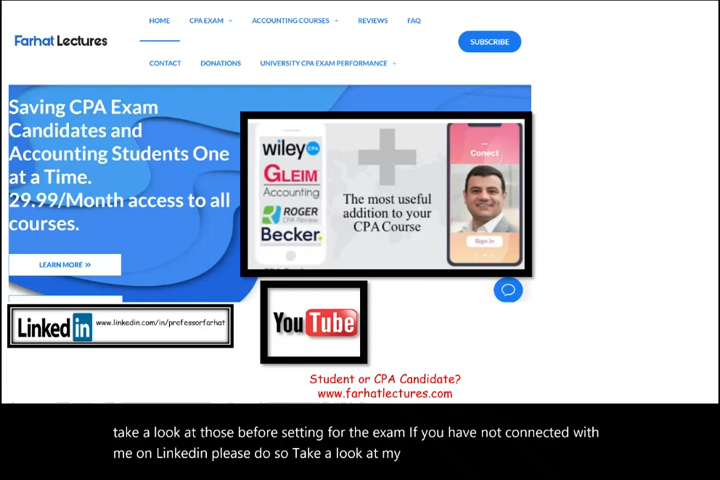 HOME
CPA EXAM
ACCOUNTING COURSES
REVIEWS
FAQ
Farhat Lectures
SUBSCRIBE
CONTACT
DONATIONS
UNIVERSITY CPA EXAM PERFORMANCE
Saving CPA Exam
Candidates and
Accounting Students One
at a Time.
29.99/Month access to all
courses.
LEARN MORE »
wiley CPA
GLEIM
Accounting
ROGER
CPA Review
Becker
The most useful
addition to your
CPA Course
Conect
Sign in
Linked in www.linkedin.com/in/professorfarhat
YouTube
Student or CPA Candidate?
www.farhatlectures.com
take a look at those before setting for the exam If you have not connected with
me on Linkedin please do so Take a look at my